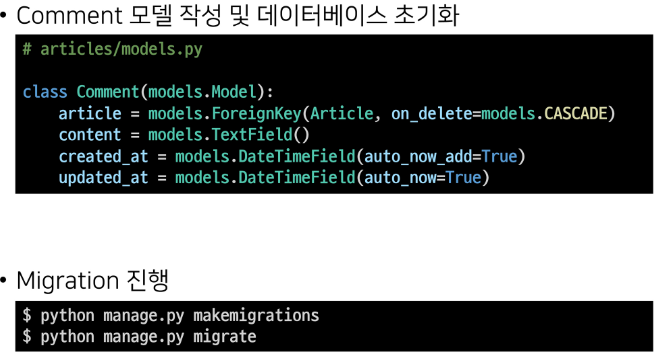 • Comment 모델 작성 및 데이터베이스 초기화
# articles/models.py
class Comment(models.Model):
    article = models.ForeignKey(Article, on_delete=models.CASCADE)
    content = models.TextField()
    created_at = models.DateTimeField(auto_now_add=True)
    updated_at = models.DateTimeField(auto_now=True)
• Migration 진행
$ python manage.py makemigrations
$ python manage.py migrate